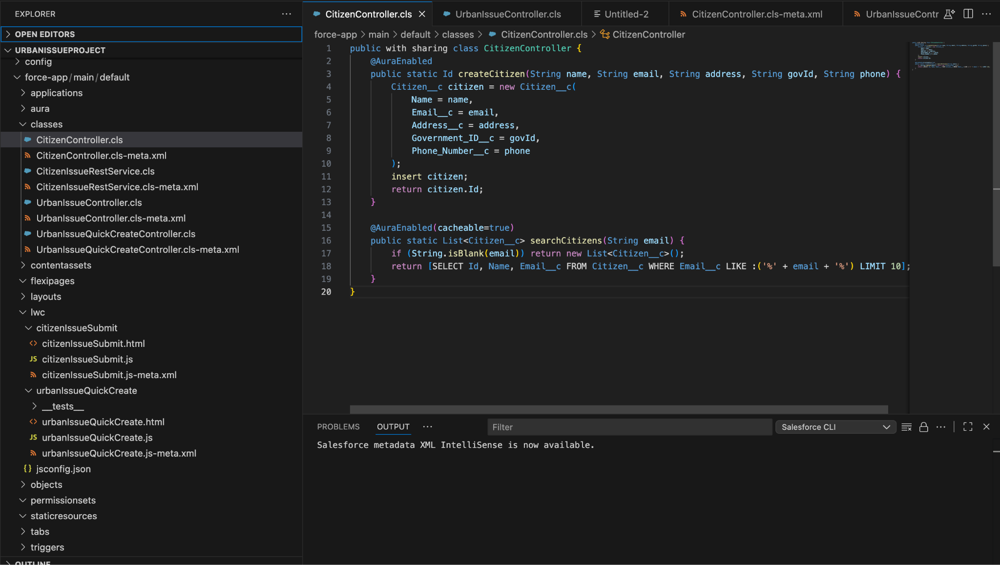 EXPLORER
OPEN EDITORS
URBANISSUEPROJECT
config
force-app/main/default
applications
aura
classes
CitizenController.cls
CitizenController.cls-meta.xml
CitizenIssueRestService.cls
CitizenIssueRestService.cls-meta.xml
UrbanIssueController.cls
UrbanIssueController.cls-meta.xml
UrbanIssueQuickCreateController.cls
UrbanIssueQuickCreateController.cls-meta.xml
contentassets
flexipages
layouts
lwc
citizenIssueSubmit
citizenIssueSubmit.html
JS citizenIssueSubmit.js
citizenIssueSubmit.js-meta.xml
urbanIssueQuickCreate
__tests__
urbanIssueQuickCreate.html
JS urbanIssueQuickCreate.js
urbanIssueQuickCreate.js-meta.xml
{} jsconfig.json
objects
permissionsets
staticresources
tabs
triggers
OUTLINE
CitizenController.cls UrbanIssueController.cls Untitled-2 CitizenController.cls-meta.xml UrbanIssueContr
force-app > main > default > classes > CitizenController.cls > CitizenController
1 public with sharing class CitizenController {
2 @AuraEnabled
3 public static Id createCitizen(String name, String email, String address, String govId, String phone) {
4 Citizen__c citizen = new Citizen__c(
5 Name = name,
6 Email__c = email,
7 Address__c = address,
8 Government_ID__c = govId,
9 Phone_Number__c = phone
10 );
11 insert citizen;
12 return citizen.Id;
13 }
14
15 @AuraEnabled(cacheable=true)
16 public static List<Citizen__c> searchCitizens(String email) {
17 if (String.isBlank(email)) return new List<Citizen__c>();
18 return [SELECT Id, Name, Email__c FROM Citizen__c WHERE Email__c LIKE :('%' + email + '%') LIMIT 10];
19 }
20 }
PROBLEMS OUTPUT Filter Salesforce CLI
Salesforce metadata XML IntelliSense is now available.